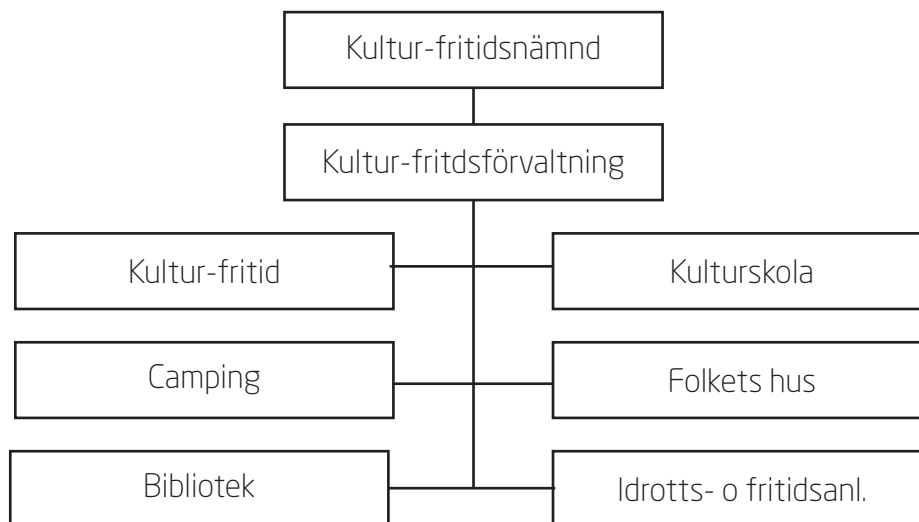 Kultur-fritidsnämnd
Kultur-fritdsförvaltning
Kultur-fritid
Kulturskola
Camping
Folkets hus
Bibliotek
Idrotts- o fritidsanl.